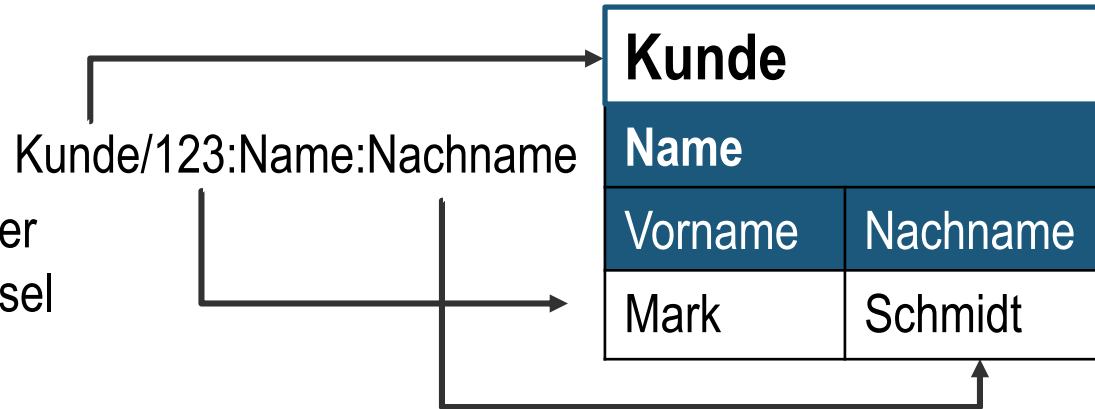 Kunde/123:Name:Nachname
er
sel
Kunde
Name
Vorname Nachname
Mark Schmidt